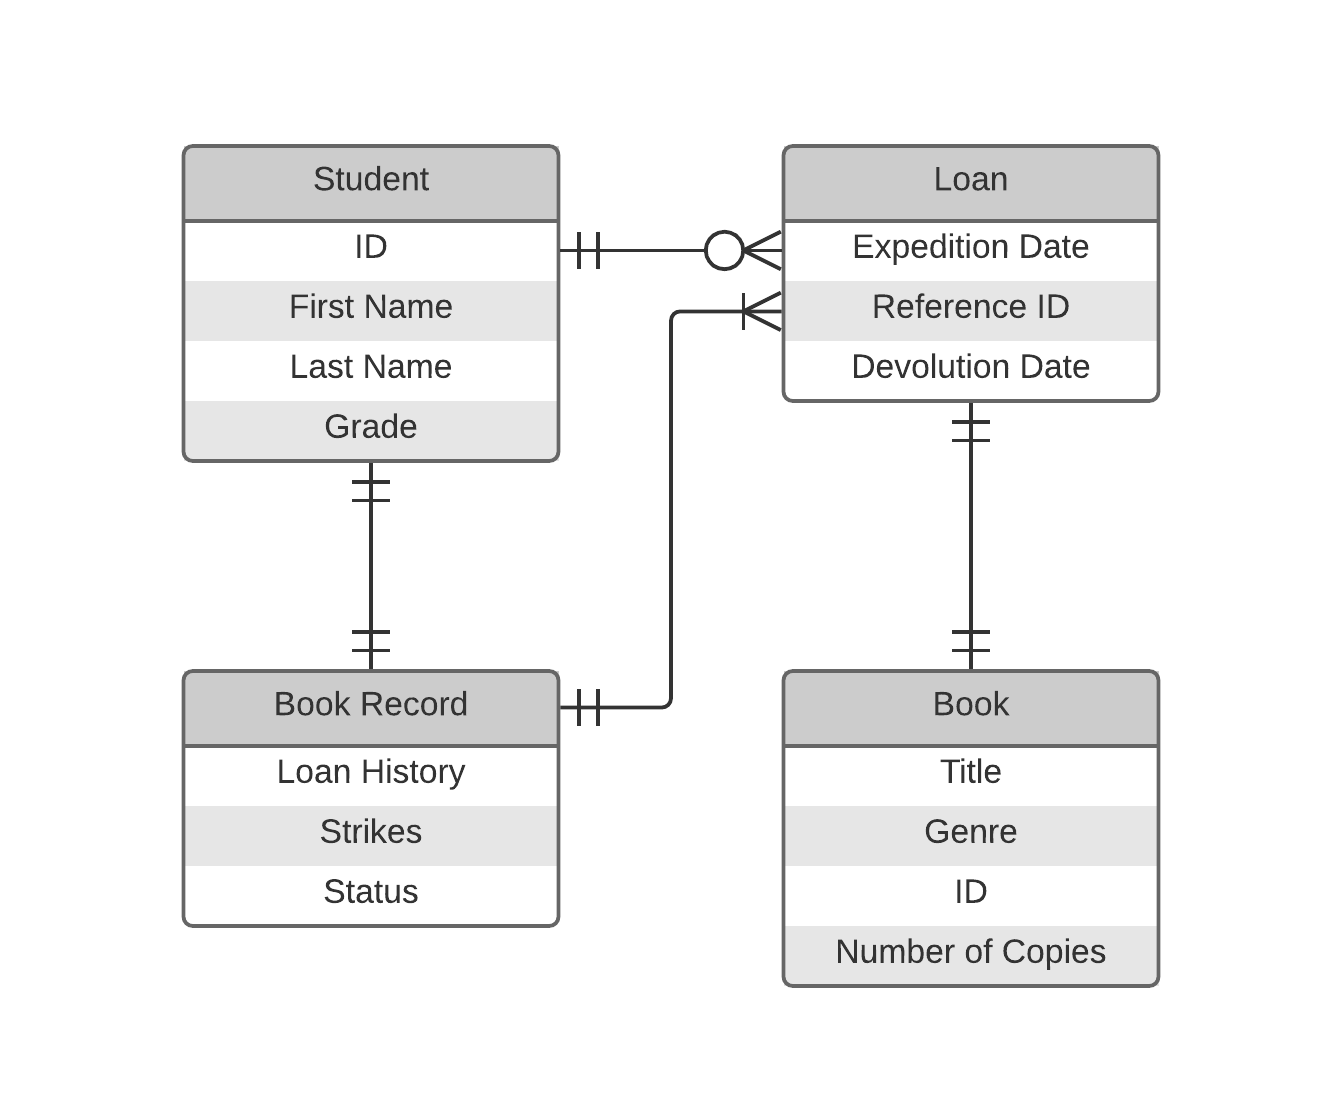 Student
ID
First Name
Last Name
Grade
Loan
Expedition Date
Reference ID
Devolution Date
Book Record
Loan History
Strikes
Status
Book
Title
Genre
ID
Number of Copies